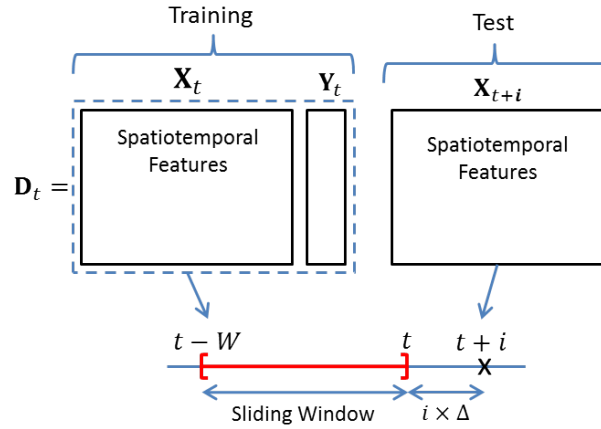 Training
Test
X_t
Y_t
X_{t+i}
Spatiotemporal
Features
Spatiotemporal
Features
D_t =
t − W
t
t + i
X
Sliding Window
i × Δ